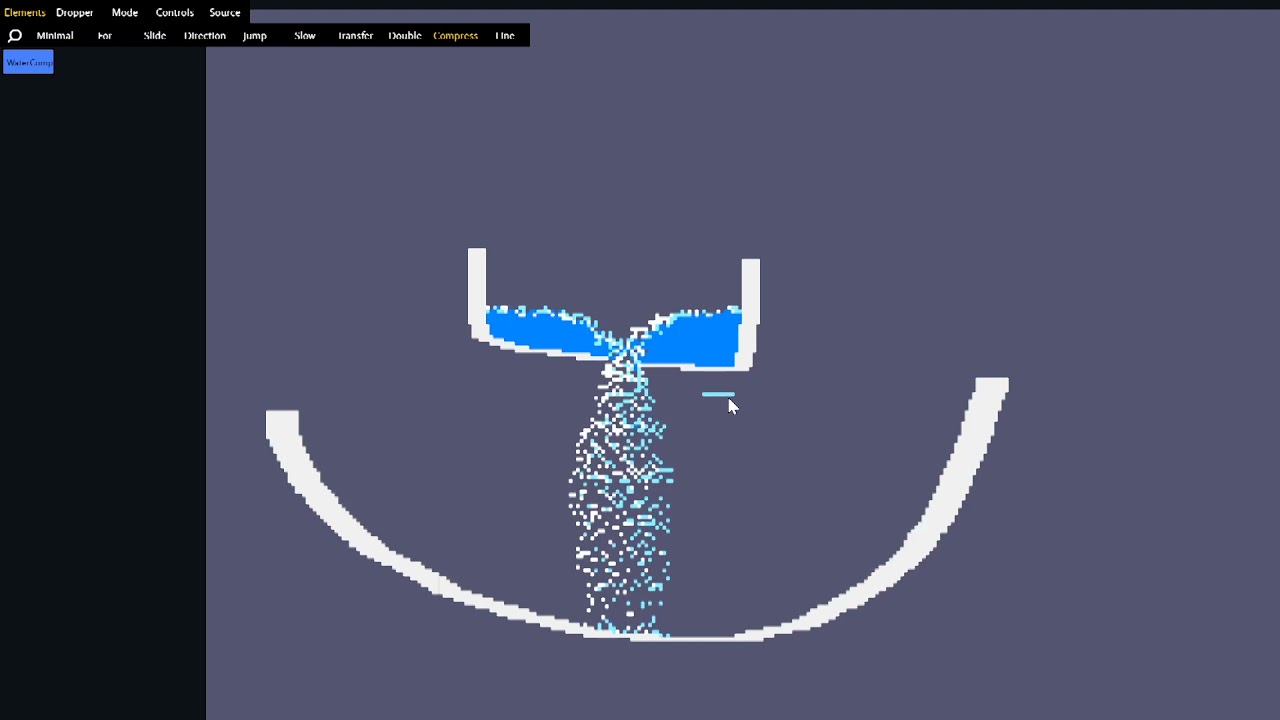 Elements Dropper Mode Controls Source
Minimal For Slide Direction Jump Slow Transfer Double Compress Line
WaterComp